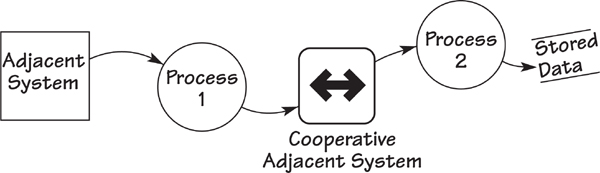 Adjacent
System
Process
1
Cooperative
Adjacent System
Process
2
Stored
Data